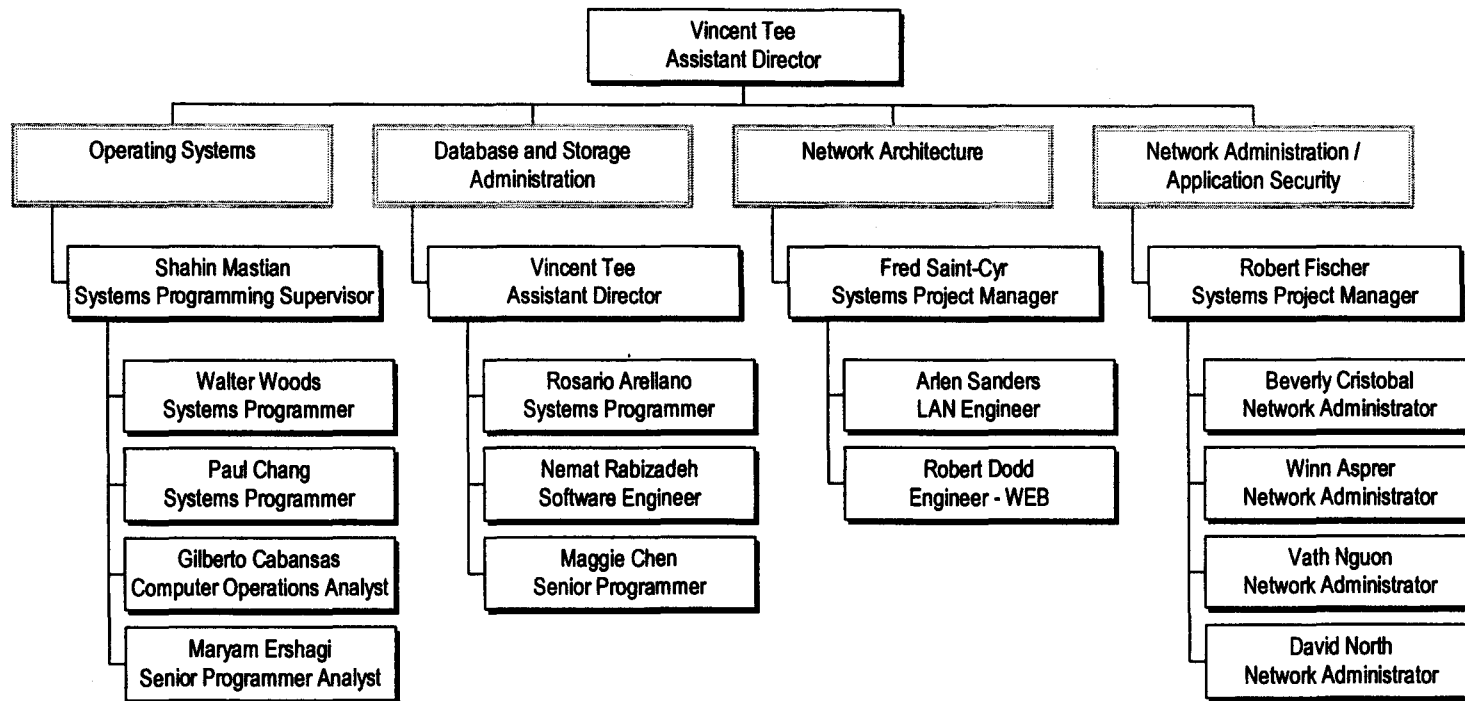 Vincent Tee
Assistant Director
Operating Systems
Database and Storage
Administration
Network Architecture
Network Administration /
Application Security
Shahin Mastian
Systems Programming Supervisor
Walter Woods
Systems Programmer
Paul Chang
Systems Programmer
Gilberto Cabansas
Computer Operations Analyst
Maryam Ershagi
Senior Programmer Analyst
Vincent Tee
Assistant Director
Rosario Arellano
Systems Programmer
Nemat Rabizadeh
Software Engineer
Maggie Chen
Senior Programmer
Fred Saint-Cyr
Systems Project Manager
Arlen Sanders
LAN Engineer
Robert Dodd
Engineer - WEB
Robert Fischer
Systems Project Manager
Beverly Cristobal
Network Administrator
Winn Asprer
Network Administrator
Vath Nguon
Network Administrator
David North
Network Administrator